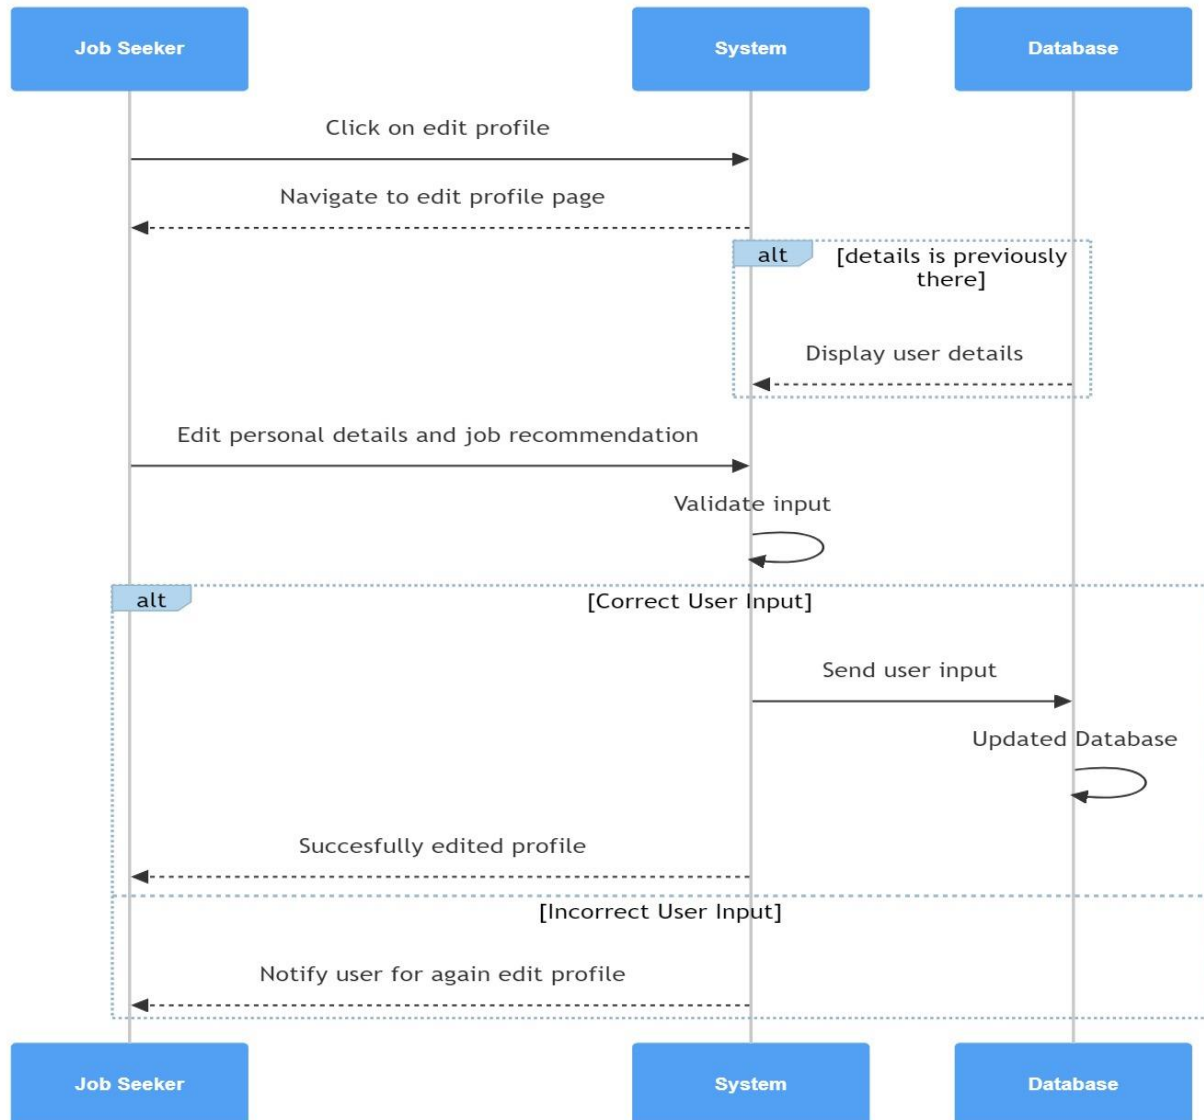 Job Seeker
System
Database
Click on edit profile
Navigate to edit profile page
alt
[details is previously
there]
Display user details
Edit personal details and job recommendation
Validate input
alt
[Correct User Input]
Send user input
Updated Database
Succesfully edited profile
[Incorrect User Input]
Notify user for again edit profile
Job Seeker
System
Database